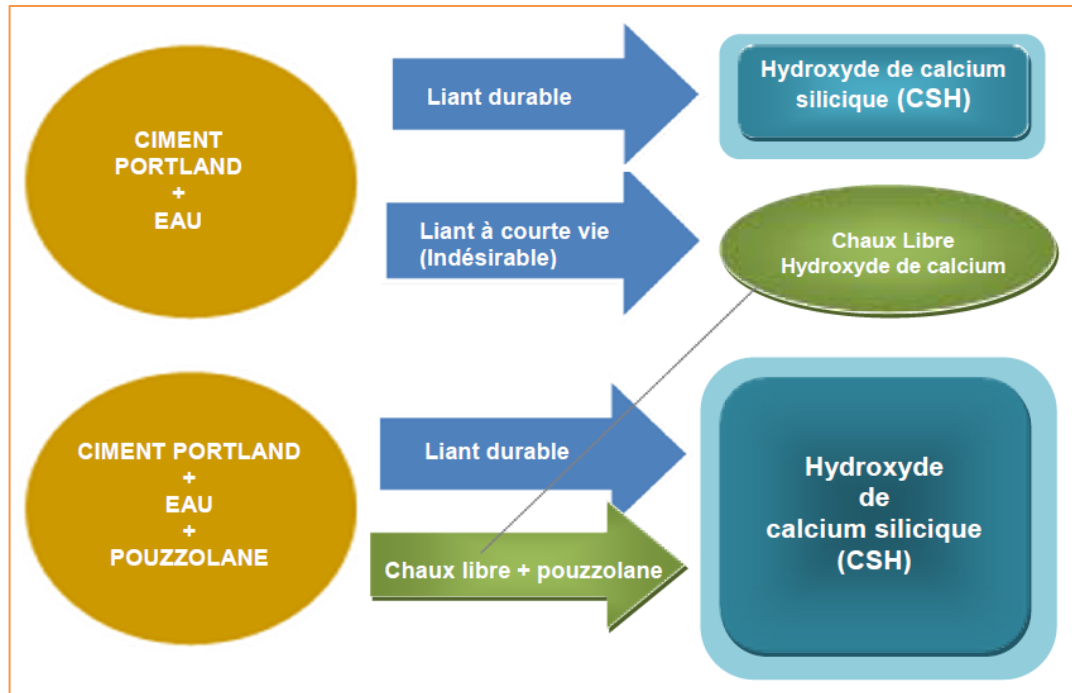 CIMENT
PORTLAND
+
EAU
Liant durable
Hydroxyde de calcium
silicique (CSH)
Liant à courte vie
(Indésirable)
Chaux Libre
Hydroxyde de calcium
CIMENT PORTLAND
+
EAU
+
POUZZOLANE
Liant durable
Chaux libre + pouzzolane
Hydroxyde
de
calcium silicique
(CSH)